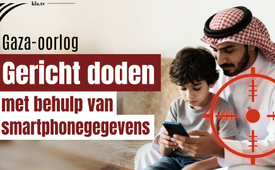 kla.tv
Gaza-oorlog
Gericht doden
met behulp van
smartphonegegevens